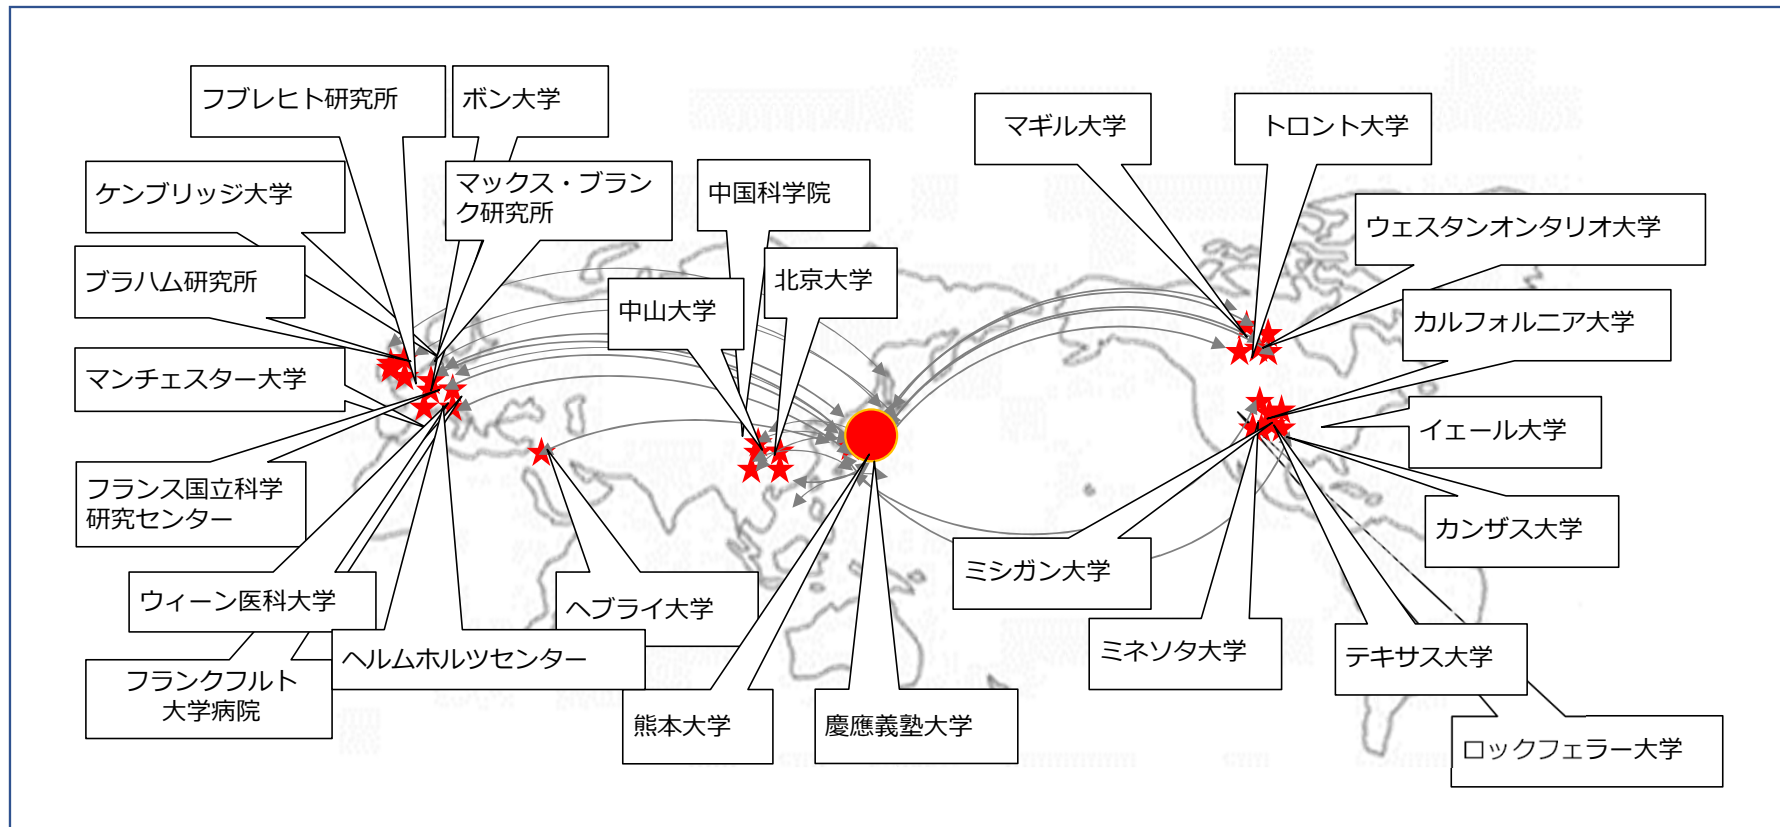 フブレヒト研究所
ボン大学
マギル大学
トロント大学
ケンブリッジ大学
マックス・ブラン
ク研究所
中国科学院
ウェスタンオンタリオ大学
ブラハム研究所
中山大学
北京大学
カルフォルニア大学
マンチェスター大学
イェール大学
フランス国立科学
研究センター
カンザス大学
ミシガン大学
ウィーン医科大学
ヘブライ大学
ヘルムホルツセンター
ミネソタ大学
テキサス大学
フランクフルト
大学病院
熊本大学
慶應義塾大学
ロックフェラー大学